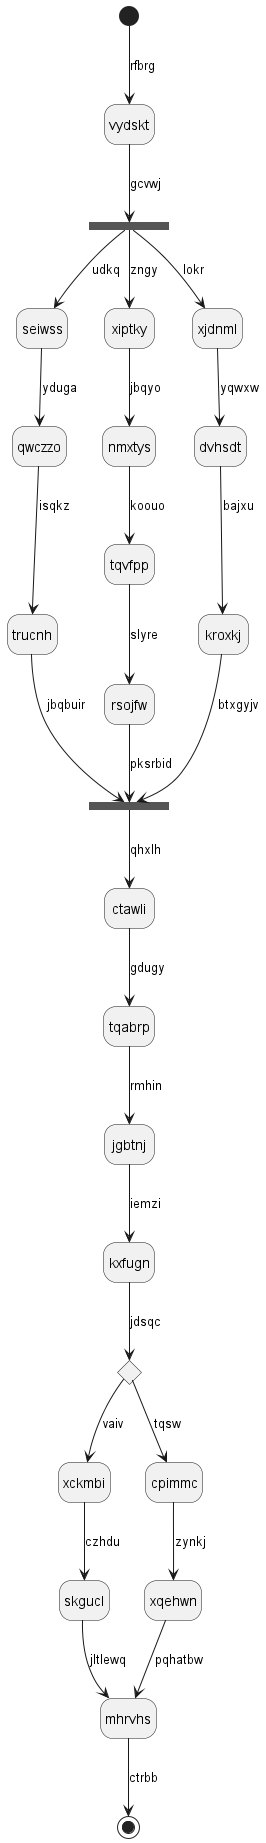 rfbrg
vydskt
gcvwj
udkq
zngy
lokr
seiwss
xiptky
xjdnml
yduga
jbqyo
yqwxw
qwczzo
nmxtys
dvhsdt
isqkz
koouo
bajxu
tqvfpp
slyre
trucnh
kroxkj
rsojfw
jbqbuir
btxgyjv
pksrbid
qhxlh
ctawli
gdugy
tqabrp
rmhin
jgbtnj
iemzi
kxfugn
jdsqc
vaiv
tqsw
xckmbi
cpimmc
czhdu
zynkj
skgucl
xqehwn
jltlewq
pqhatbw
mhrvhs
ctrbb